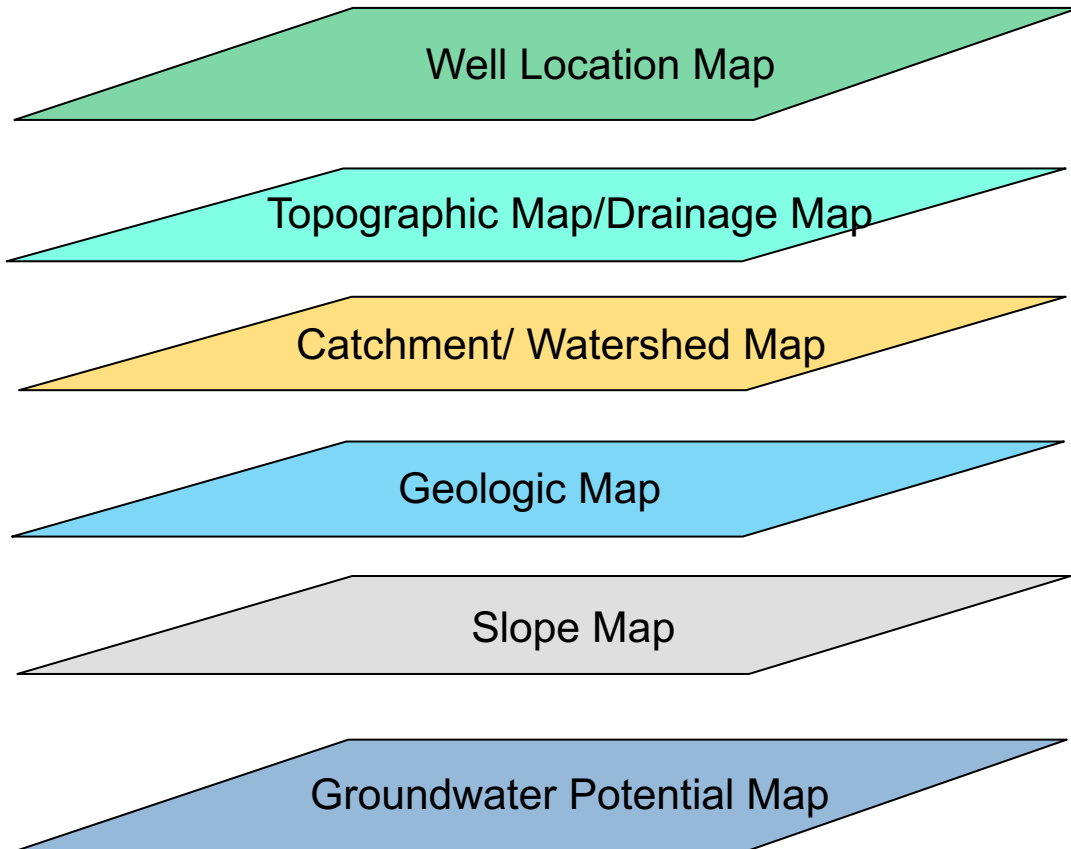 Well Location Map
Topographic Map/Drainage Map
Catchment/ Watershed Map
Geologic Map
Slope Map
Groundwater Potential Map